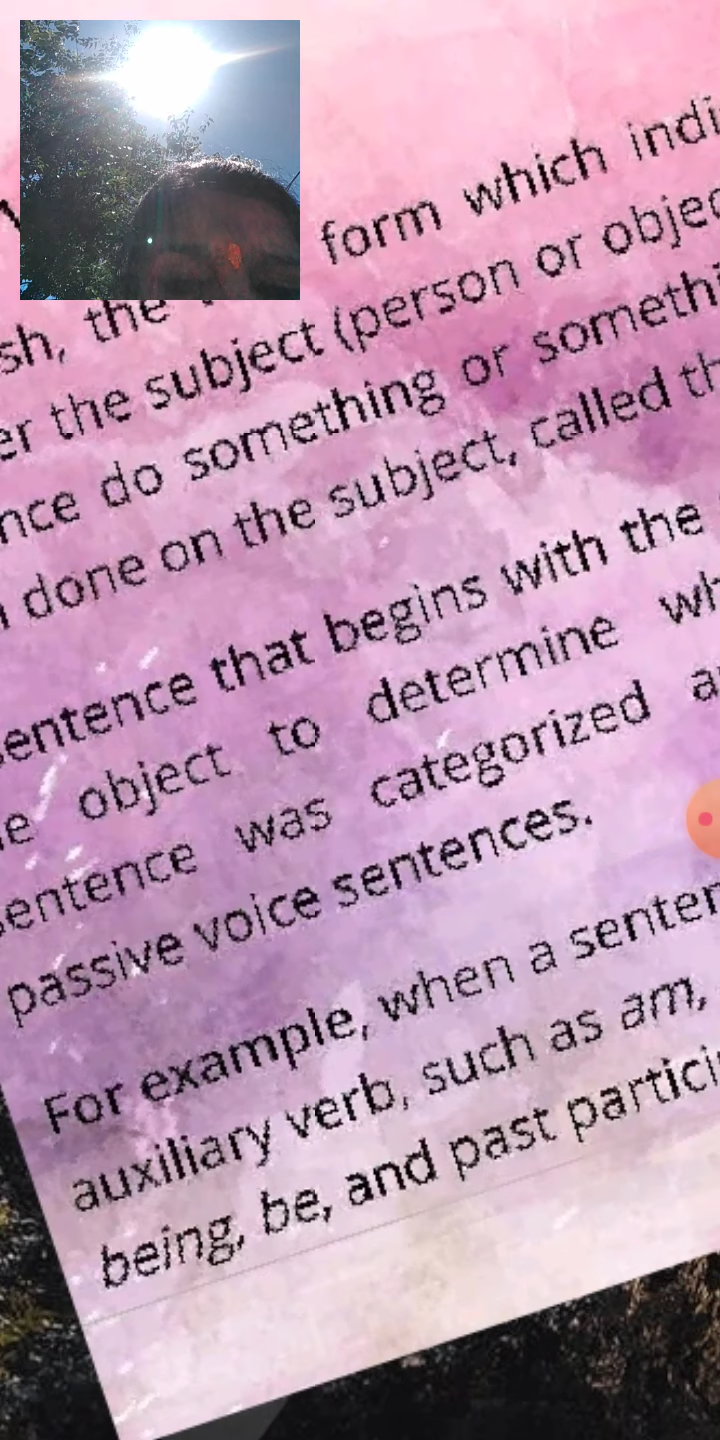 form which indi
sh, the
er the subject (person or objec
nce do something or somethi
n done on the subject, called th
sentence that begins with the
e object to determine wh
sentence was categorized a
passive voice sentences.
For example, when a senten
auxiliary verb, such as am,
being, be, and past partici